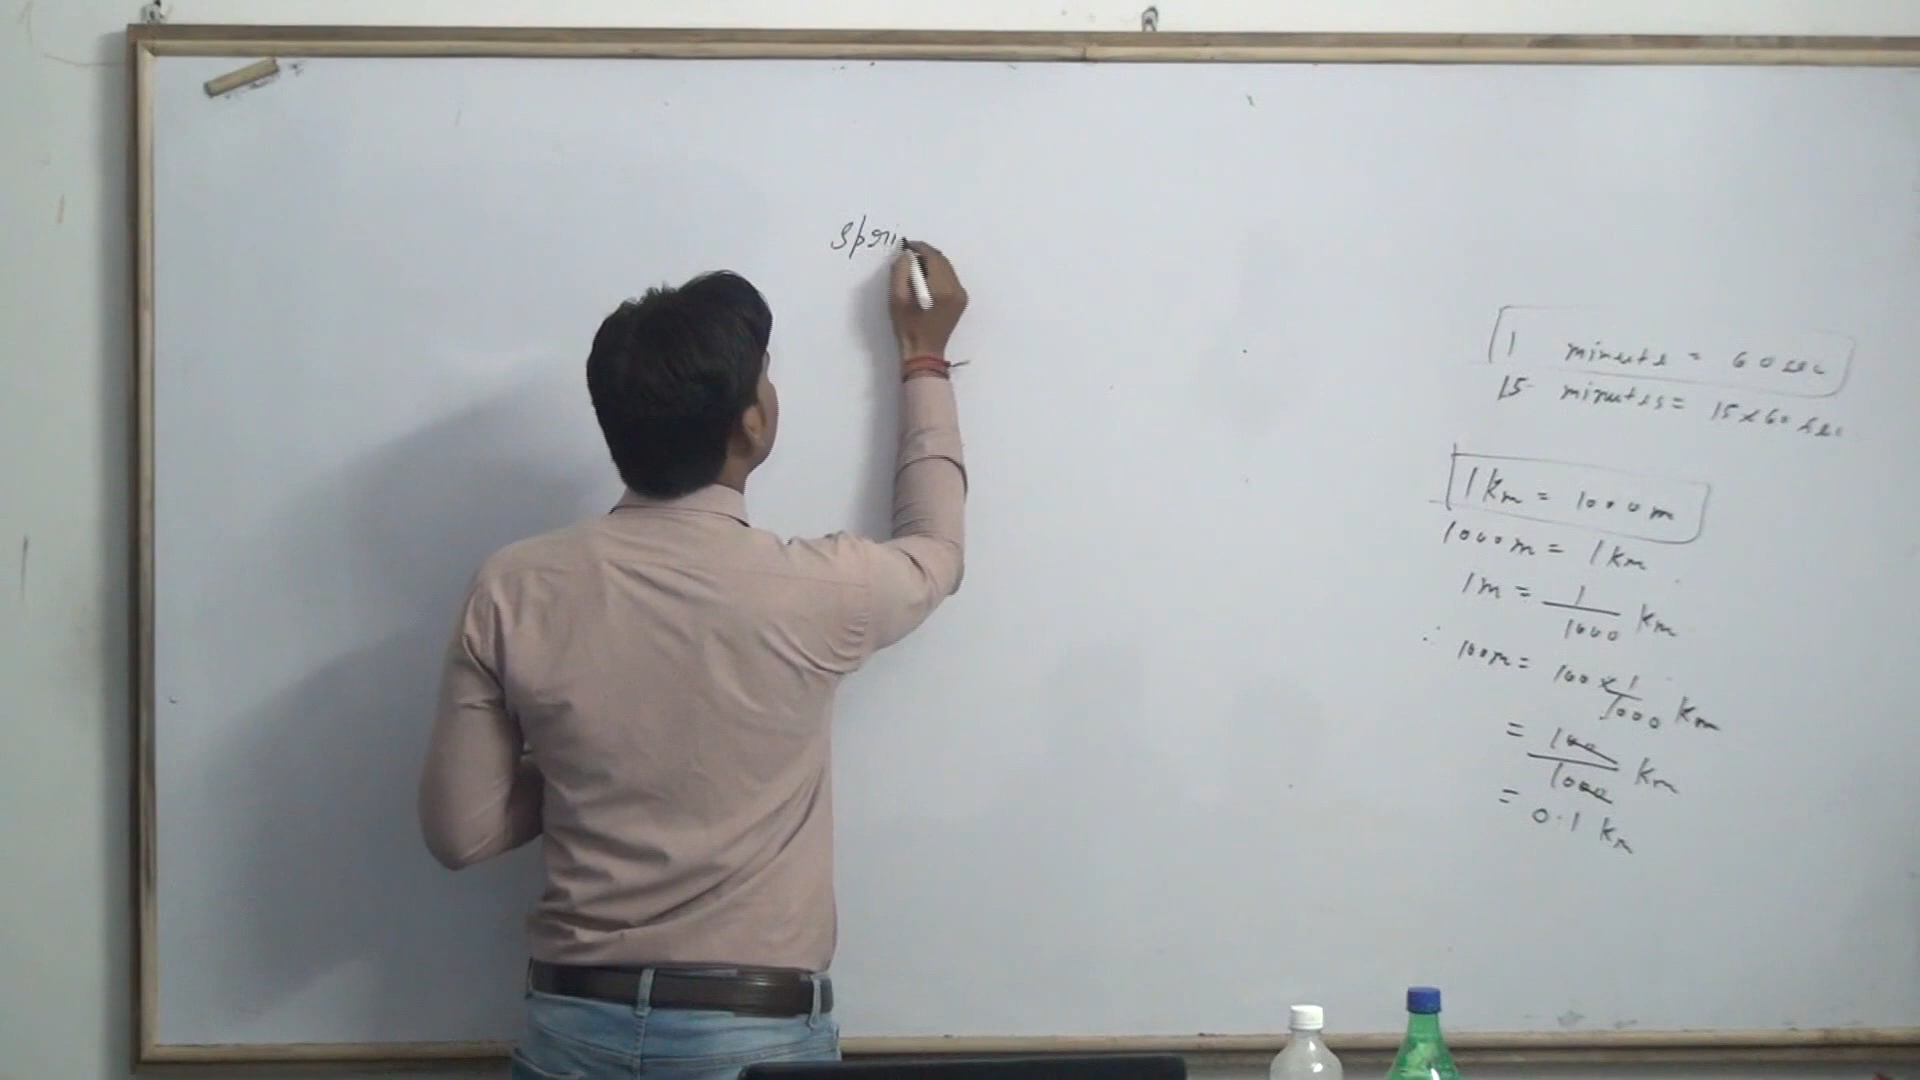 spri
1 minute = 60 sec
15 minutes = 15 x 60 sec
1 Km = 1000 m
1000 m = 1 Km
1 m = 1/1000 Km
∴ 100 m = 100 x 1/1000 Km
= 100/1000 Km
= 0.1 Km